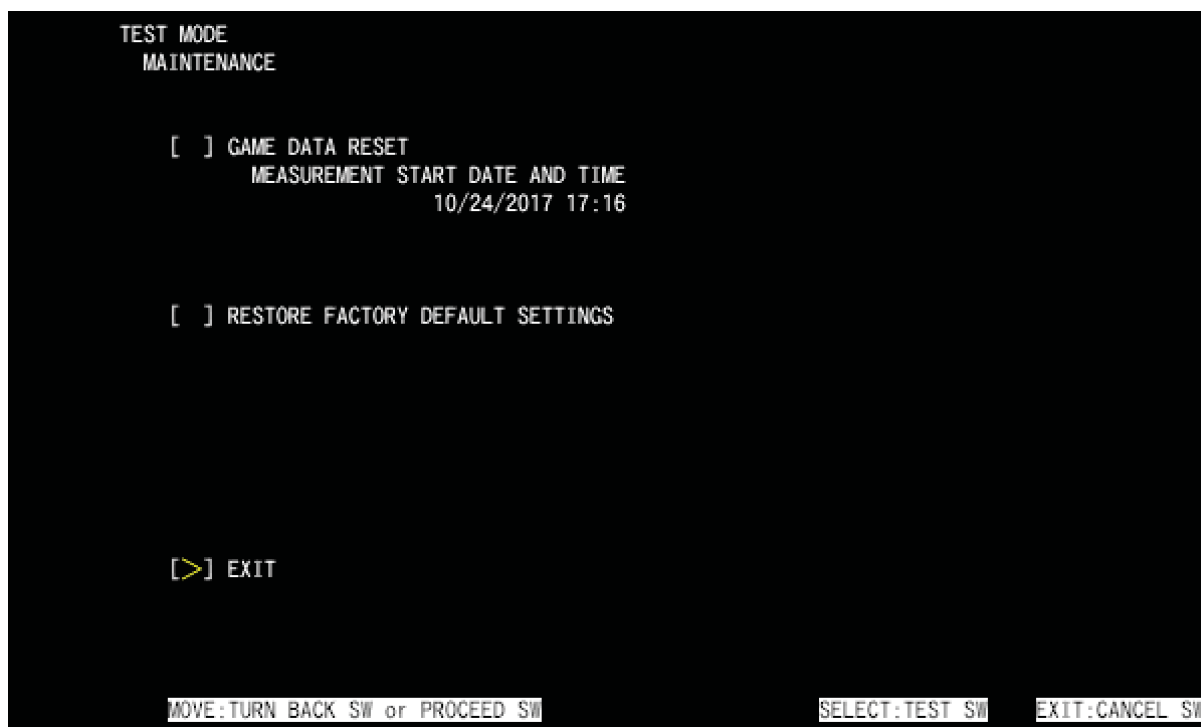 TEST MODE
MAINTENANCE
[ ] GAME DATA RESET
MEASUREMENT START DATE AND TIME
10/24/2017 17:16
[ ] RESTORE FACTORY DEFAULT SETTINGS
[>] EXIT
MOVE:TURN BACK SW or PROCEED SW SELECT:TEST SW EXIT:CANCEL SW